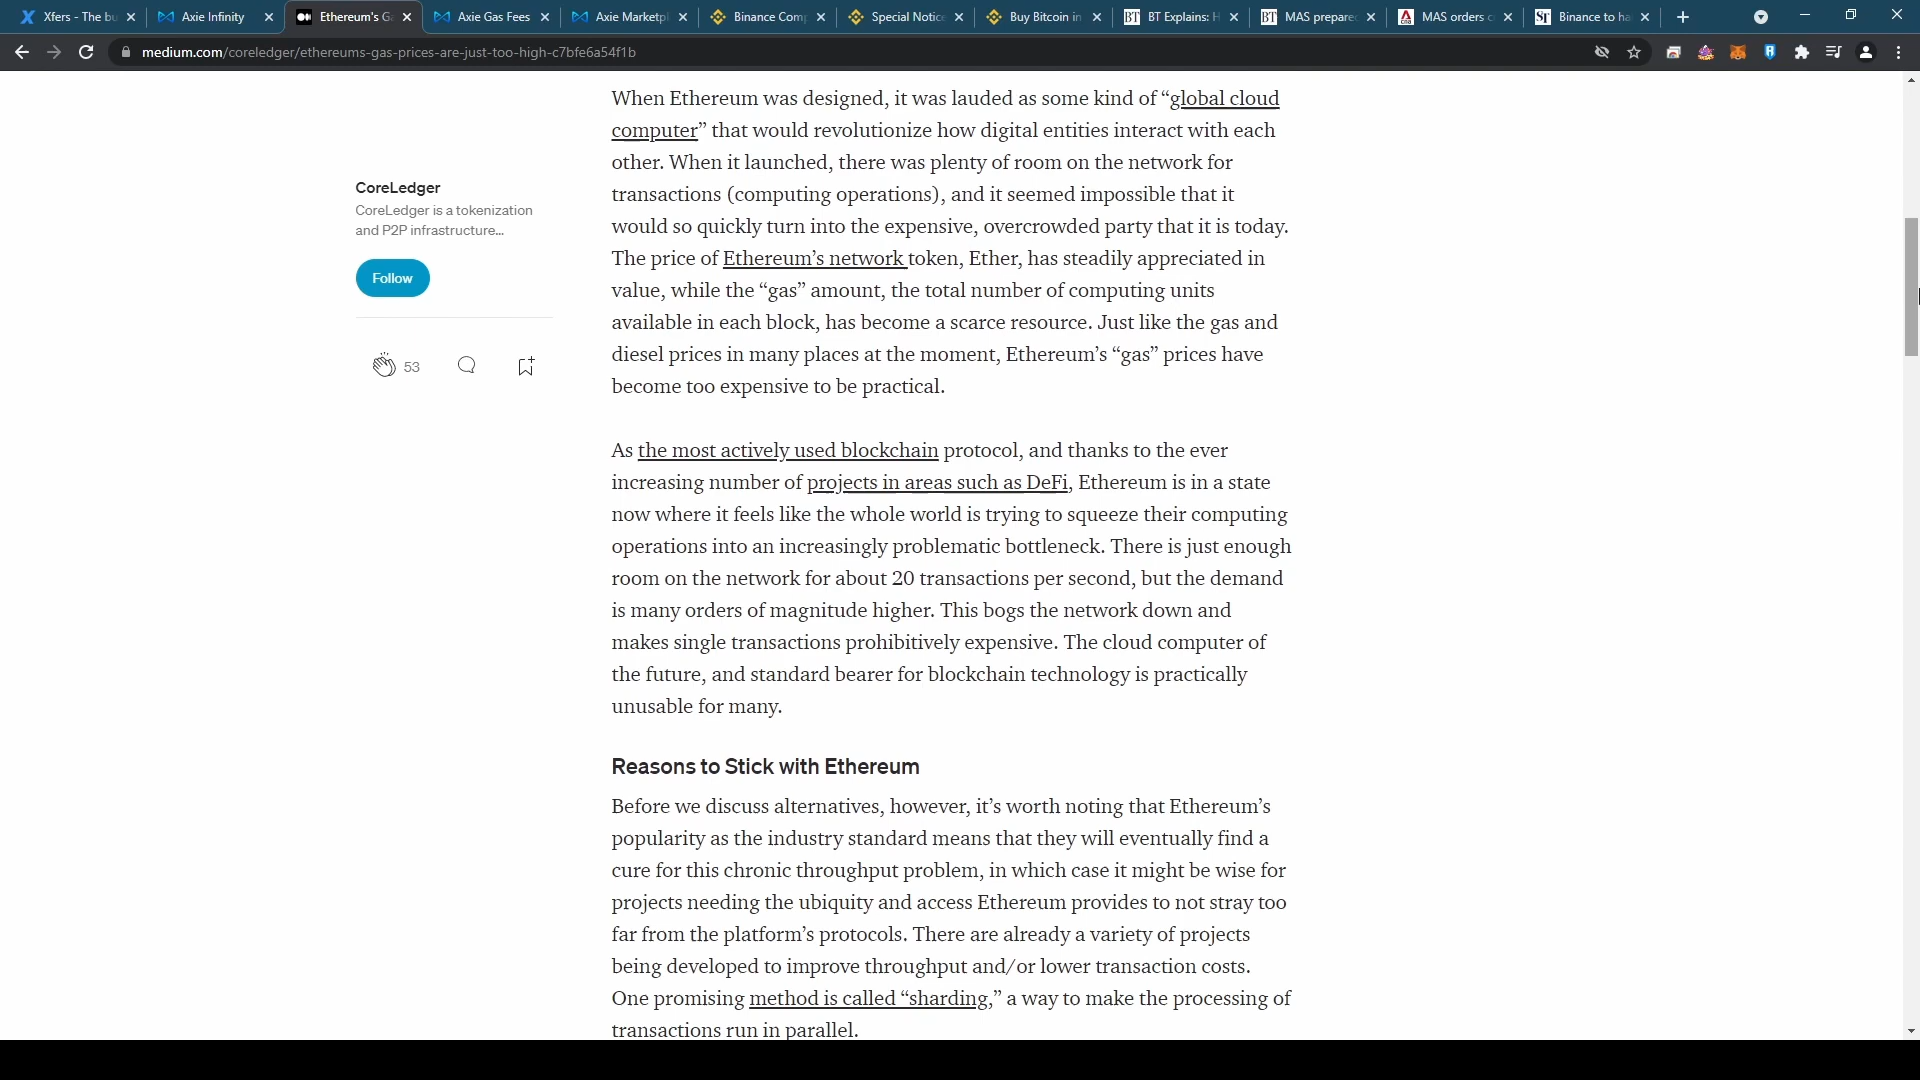 Xfers - The bu
Axie Infinity
Ethereum's Ga
Axie Gas Fees
Axie Marketpl
Binance Comp
Special Notice
Buy Bitcoin in
BT
BT Explains: H
BT
MAS prepared
cna
MAS orders c
ST
Binance to ha
medium.com/coreledger/ethereums-gas-prices-are-just-too-high-c7bfe6a54f1b
CoreLedger
CoreLedger is a tokenization
and P2P infrastructure...
Follow
53
When Ethereum was designed, it was lauded as some kind of “global cloud
computer” that would revolutionize how digital entities interact with each
other. When it launched, there was plenty of room on the network for
transactions (computing operations), and it seemed impossible that it
would so quickly turn into the expensive, overcrowded party that it is today.
The price of Ethereum’s network token, Ether, has steadily appreciated in
value, while the “gas” amount, the total number of computing units
available in each block, has become a scarce resource. Just like the gas and
diesel prices in many places at the moment, Ethereum’s “gas” prices have
become too expensive to be practical.
As the most actively used blockchain protocol, and thanks to the ever
increasing number of projects in areas such as DeFi, Ethereum is in a state
now where it feels like the whole world is trying to squeeze their computing
operations into an increasingly problematic bottleneck. There is just enough
room on the network for about 20 transactions per second, but the demand
is many orders of magnitude higher. This bogs the network down and
makes single transactions prohibitively expensive. The cloud computer of
the future, and standard bearer for blockchain technology is practically
unusable for many.
Reasons to Stick with Ethereum
Before we discuss alternatives, however, it’s worth noting that Ethereum’s
popularity as the industry standard means that they will eventually find a
cure for this chronic throughput problem, in which case it might be wise for
projects needing the ubiquity and access Ethereum provides to not stray too
far from the platform’s protocols. There are already a variety of projects
being developed to improve throughput and/or lower transaction costs.
One promising method is called “sharding,” a way to make the processing of
transactions run in parallel.